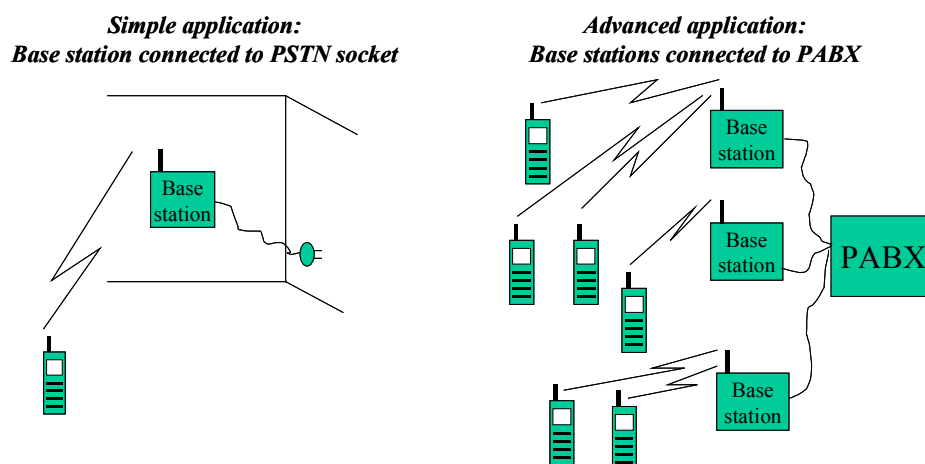 Simple application:
Base station connected to PSTN socket
Base
station
Advanced application:
Base stations connected to PABX
Base
station
Base
station
PABX
Base
station